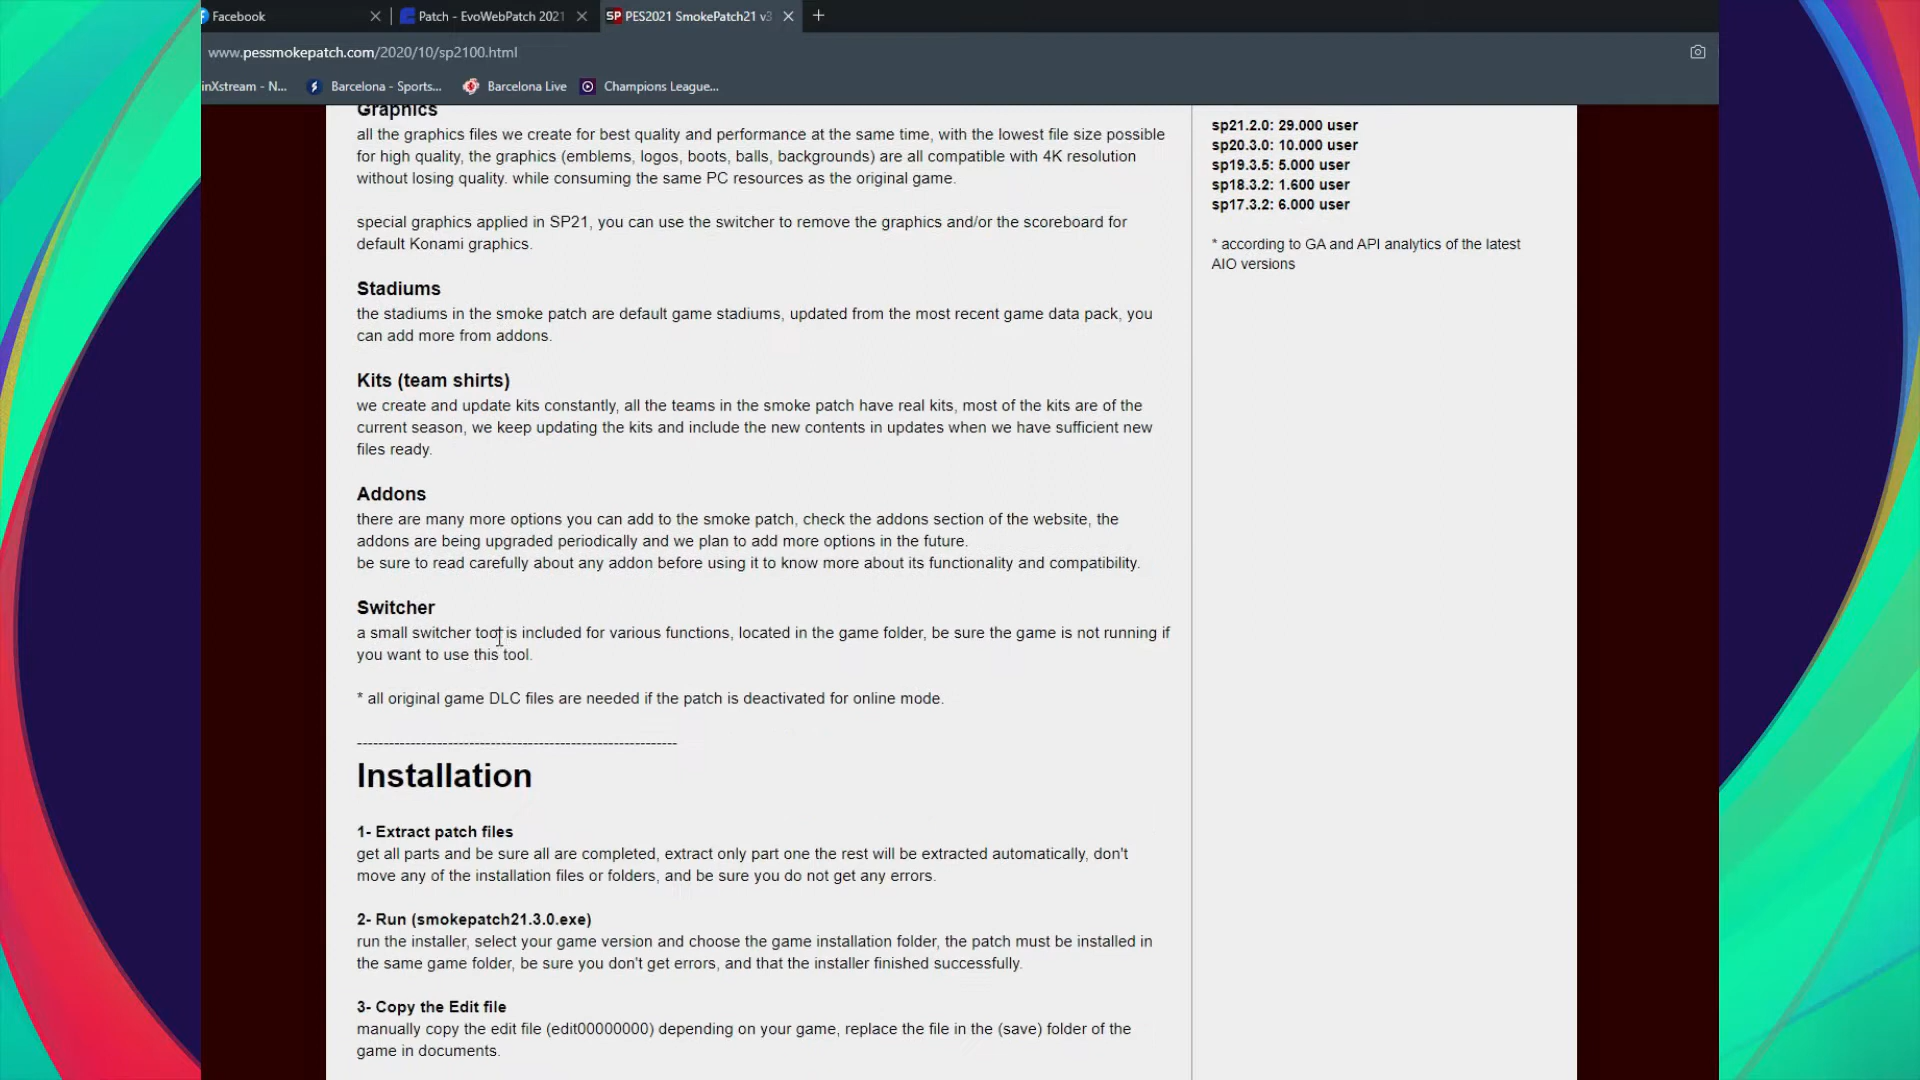 Facebook
Patch - EvoWebPatch 2021
SP PES2021 SmokePatch21 v3
www.pessmokepatch.com/2020/10/sp2100.html
inXstream - N...
Barcelona - Sports...
Barcelona Live
Champions League...
Graphics
all the graphics files we create for best quality and performance at the same time, with the lowest file size possible
for high quality, the graphics (emblems, logos, boots, balls, backgrounds) are all compatible with 4K resolution
without losing quality. while consuming the same PC resources as the original game.
special graphics applied in SP21, you can use the switcher to remove the graphics and/or the scoreboard for
default Konami graphics.
Stadiums
the stadiums in the smoke patch are default game stadiums, updated from the most recent game data pack, you
can add more from addons.
Kits (team shirts)
we create and update kits constantly, all the teams in the smoke patch have real kits, most of the kits are of the
current season, we keep updating the kits and include the new contents in updates when we have sufficient new
files ready.
Addons
there are many more options you can add to the smoke patch, check the addons section of the website, the
addons are being upgraded periodically and we plan to add more options in the future.
be sure to read carefully about any addon before using it to know more about its functionality and compatibility.
Switcher
a small switcher tool is included for various functions, located in the game folder, be sure the game is not running if
you want to use this tool.
* all original game DLC files are needed if the patch is deactivated for online mode.
------------------------------------------------------------
Installation
1- Extract patch files
get all parts and be sure all are completed, extract only part one the rest will be extracted automatically, don't
move any of the installation files or folders, and be sure you do not get any errors.
2- Run (smokepatch21.3.0.exe)
run the installer, select your game version and choose the game installation folder, the patch must be installed in
the same game folder, be sure you don't get errors, and that the installer finished successfully.
3- Copy the Edit file
manually copy the edit file (edit00000000) depending on your game, replace the file in the (save) folder of the
game in documents.
sp21.2.0: 29.000 user
sp20.3.0: 10.000 user
sp19.3.5: 5.000 user
sp18.3.2: 1.600 user
sp17.3.2: 6.000 user
* according to GA and API analytics of the latest
AIO versions